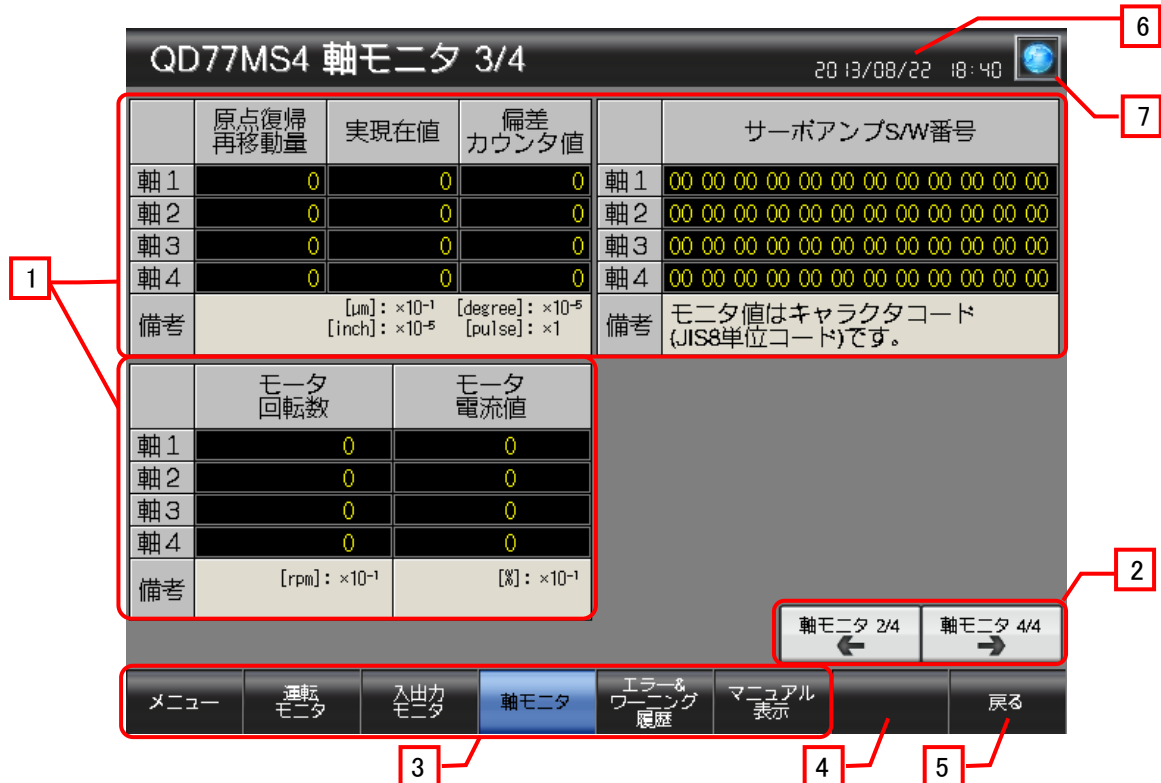 6
QD77MS4 軸モニタ 3/4
2013/08/22 18:40
7
原点復帰
再移動量
実現在値
偏差
カウンタ値
軸1 0 0 0
軸2 0 0 0
軸3 0 0 0
軸4 0 0 0
備考
[μm]: ×10⁻¹ [degree]: ×10⁻⁵
[inch]: ×10⁻⁵ [pulse]: ×1
サーボアンプS/W番号
軸1 00 00 00 00 00 00 00 00 00 00 00 00
軸2 00 00 00 00 00 00 00 00 00 00 00 00
軸3 00 00 00 00 00 00 00 00 00 00 00 00
軸4 00 00 00 00 00 00 00 00 00 00 00 00
備考
モニタ値はキャラクタコード
(JIS8単位コード)です。
1
モータ
回転数
モータ
電流値
軸1 0 0
軸2 0 0
軸3 0 0
軸4 0 0
備考 [rpm]: ×10⁻¹ [%]: ×10⁻¹
2
軸モニタ 2/4
軸モニタ 4/4
メニュー
運転
モニタ
入出力
モニタ
軸モニタ
エラー&
ワーニング
履歴
マニュアル
表示
戻る
3
4
5